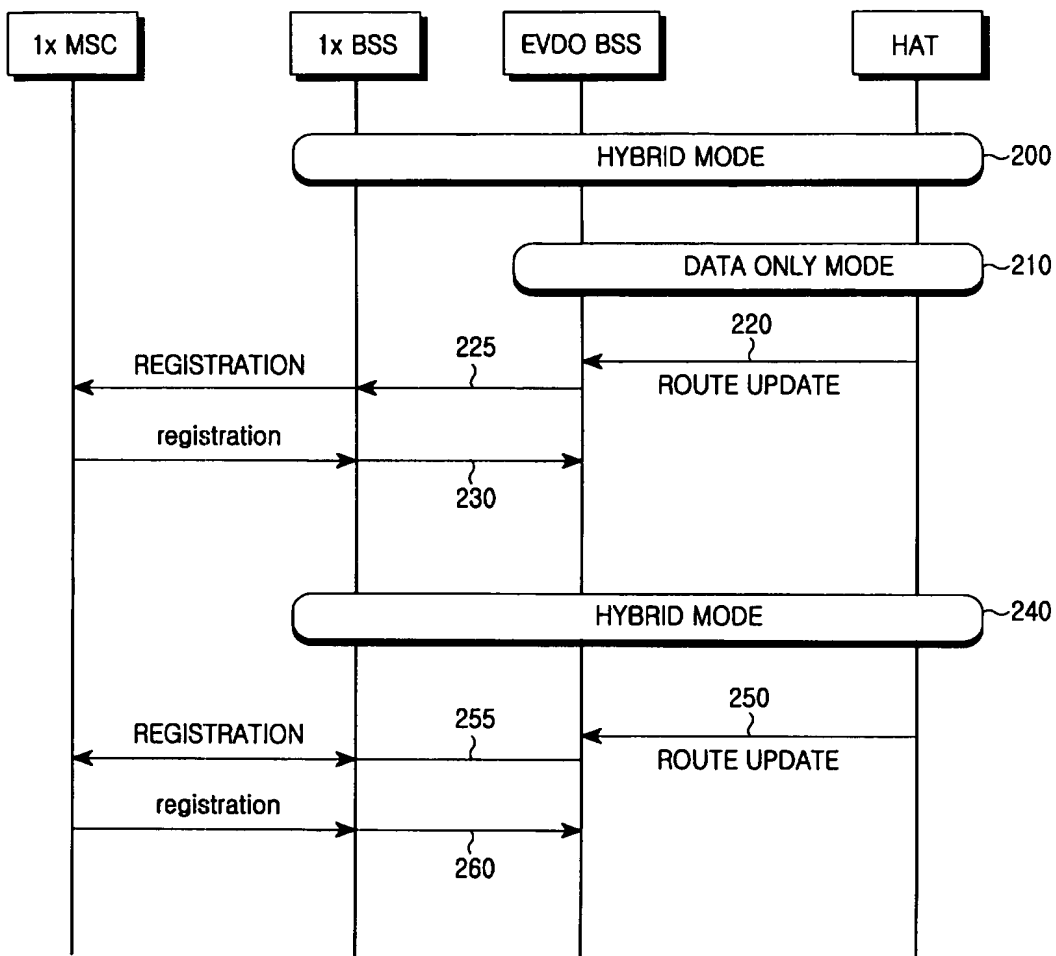 1x MSC
1x BSS
EVDO BSS
HAT
HYBRID MODE
200
DATA ONLY MODE
210
220
225
REGISTRATION
ROUTE UPDATE
registration
230
HYBRID MODE
240
250
255
REGISTRATION
ROUTE UPDATE
registration
260